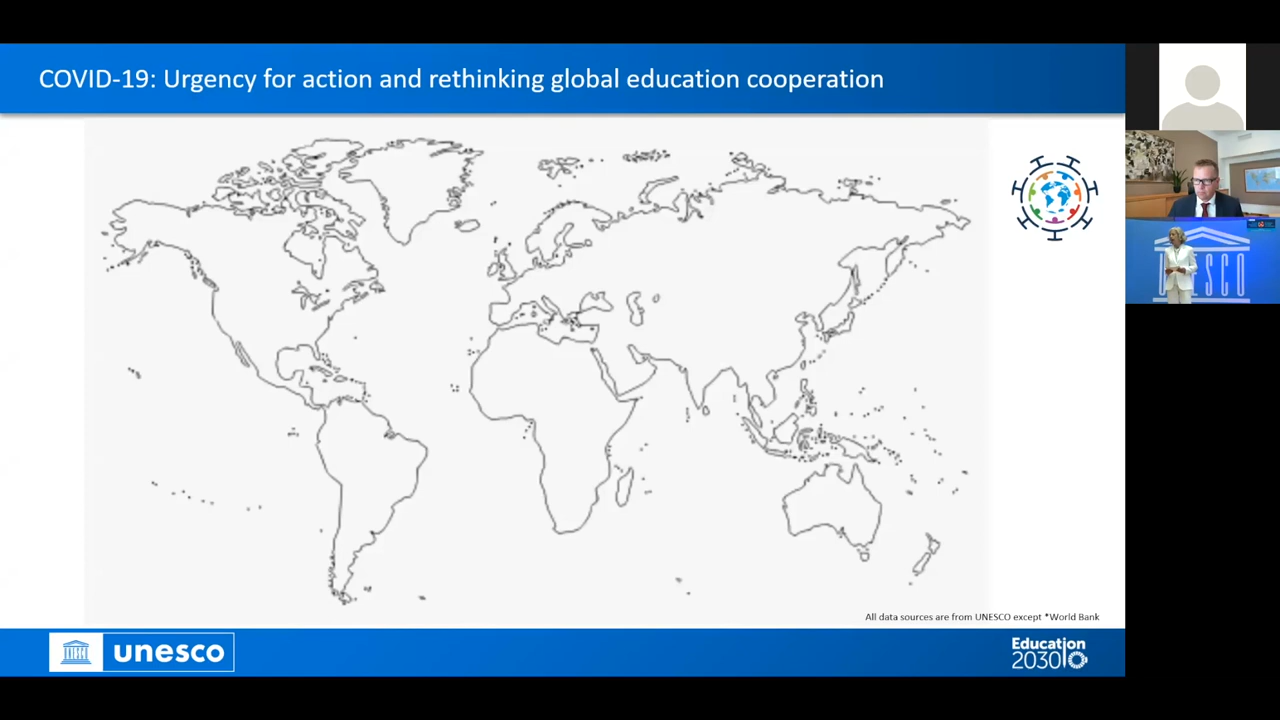 COVID-19: Urgency for action and rethinking global education cooperation
All data sources are from UNESCO except *World Bank
unesco
Education
2030
UNESCO